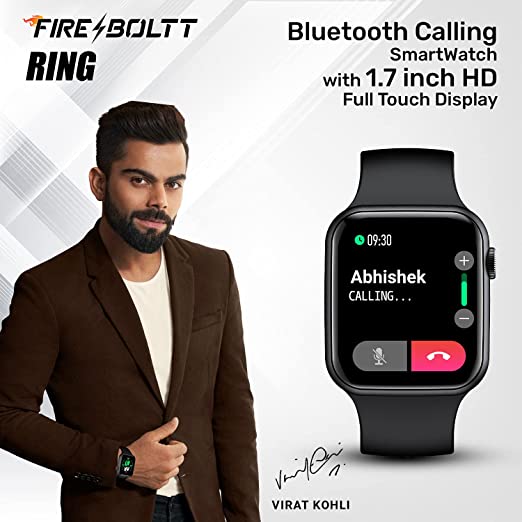 FIRE-BOLTT
RING
Bluetooth Calling
SmartWatch
with 1.7 inch HD
Full Touch Display
09:30
Abhishek
CALLING...
VIRAT KOHLI